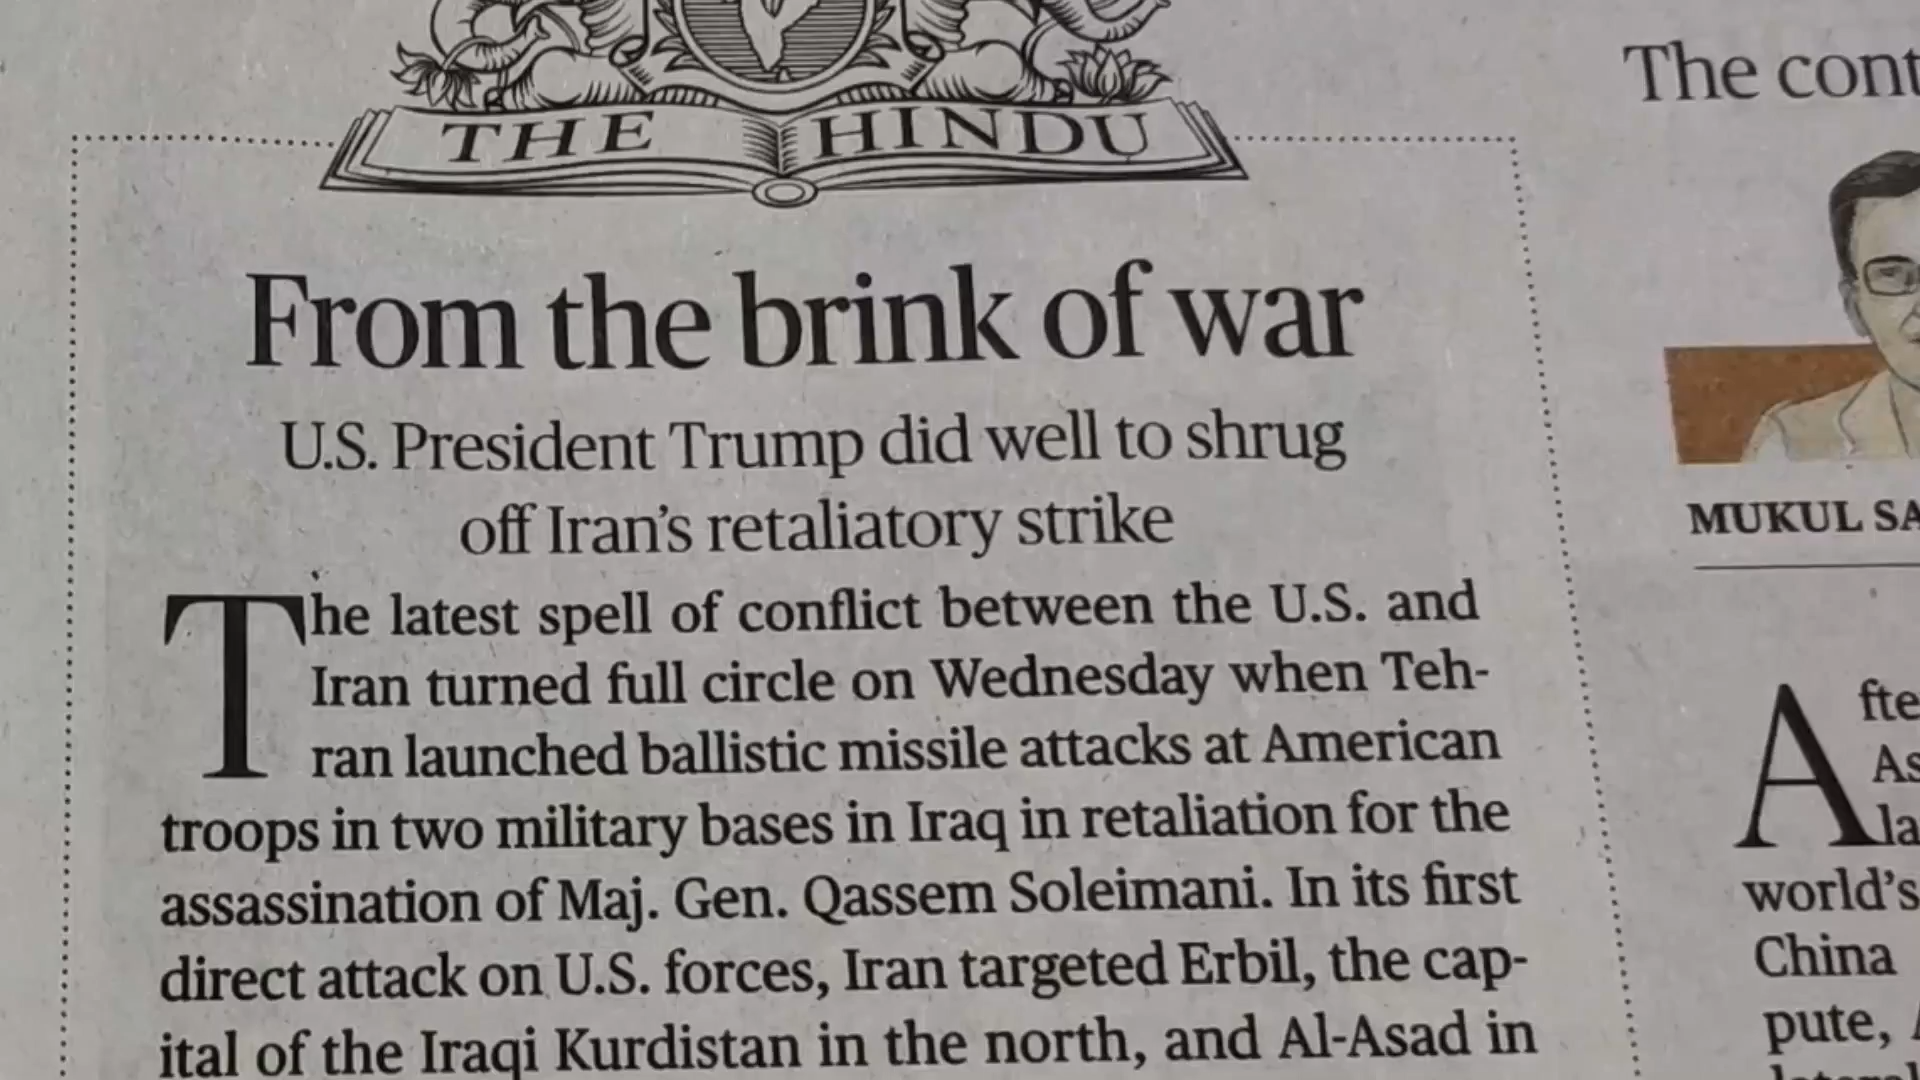 THE HINDU
From the brink of war
U.S. President Trump did well to shrug
off Iran's retaliatory strike
The latest spell of conflict between the U.S. and
Iran turned full circle on Wednesday when Teh-
ran launched ballistic missile attacks at American
troops in two military bases in Iraq in retaliation for the
assassination of Maj. Gen. Qassem Soleimani. In its first
direct attack on U.S. forces, Iran targeted Erbil, the cap-
ital of the Iraqi Kurdistan in the north, and Al-Asad in
The cont
MUKUL SA
Afte
As
la
world's
China
pute,